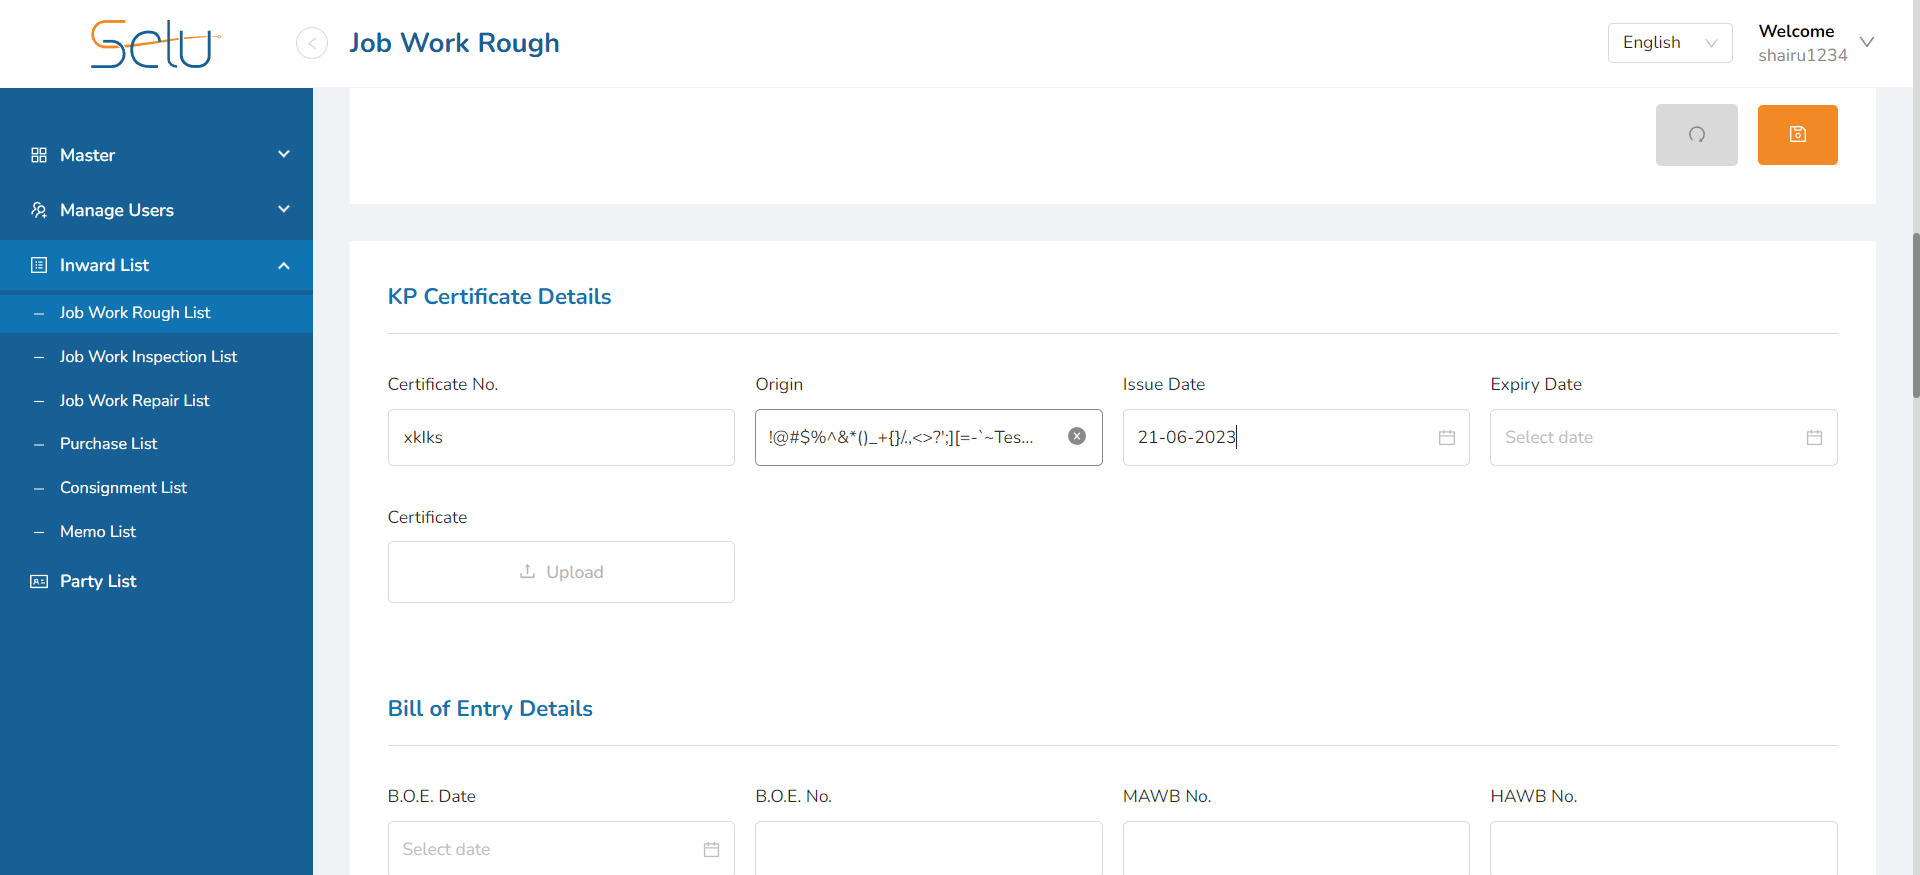 Setu
Job Work Rough
English
Welcome
shairu1234
Master
Manage Users
Inward List
Job Work Rough List
Job Work Inspection List
Job Work Repair List
Purchase List
Consignment List
Memo List
Party List
KP Certificate Details
Certificate No.
Origin
Issue Date
Expiry Date
xklks
!@#$%^&*()_+{}/.,<>?';][=-`~Tes...
21-06-2023
Select date
Certificate
Upload
Bill of Entry Details
B.O.E. Date
B.O.E. No.
MAWB No.
HAWB No.
Select date